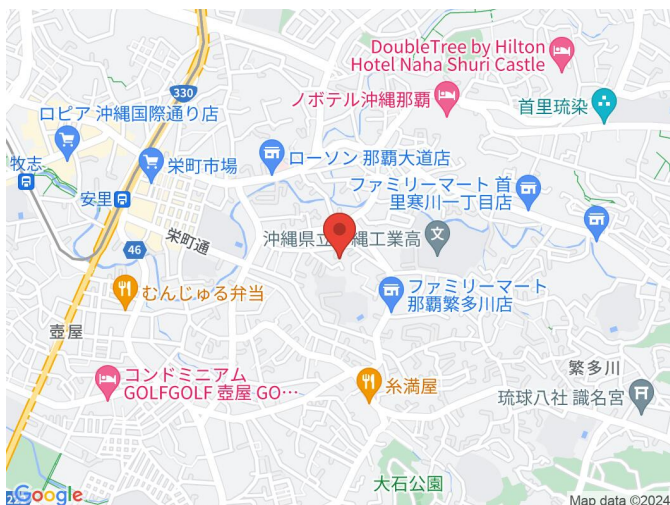 DoubleTree by Hilton
Hotel Naha Shuri Castle
330
ノボテル沖縄那覇
首里琉染
ロピア 沖縄国際通り店
牧志
栄町市場
ローソン 那覇大道店
ファミリーマート 首
里寒川一丁目店
安里
栄町通
46
沖縄県立
縄工業高
むんじゅる弁当
ファミリーマート
那覇繁多川店
壺屋
コンドミニアム
GOLFGOLF 壺屋 GO…
糸満屋
繁多川
琉球八社 識名宮
大石公園
Google
Map data ©2024